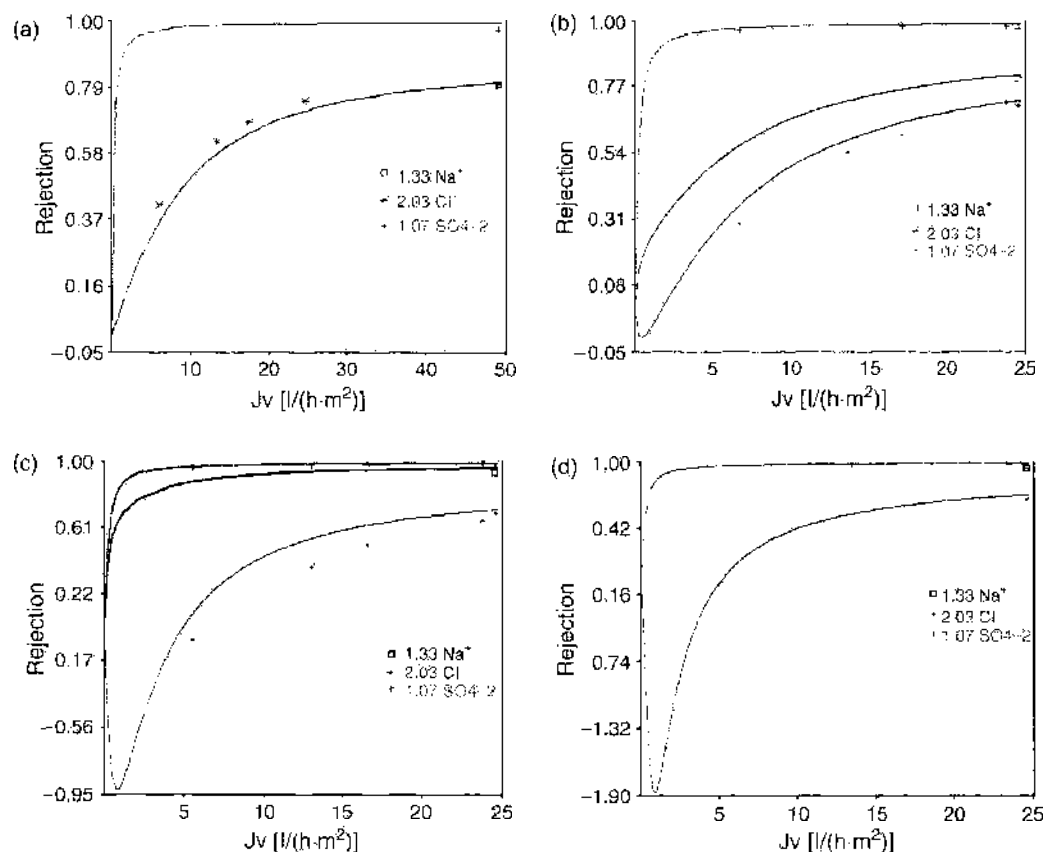 (a)
1.00
0.79
0.58
0.37
0.16
−0.05
Rejection
1.33 Na+
2.03 Cl
1.07 SO4-2
10 20 30 40 50
Jv [l/(h·m²)]
(b)
1.00
0.77
0.54
0.31
0.08
−0.05
Rejection
1.33 Na+
2.03 Cl
1.07 SO4-2
5 10 15 20 25
Jv [l/(h·m²)]
(c)
1.00
0.61
0.22
0.17
−0.56
−0.95
Rejection
1.33 Na+
2.03 Cl
1.07 SO4-2
5 10 15 20 25
Jv [l/(h·m²)]
(d)
1.00
0.42
0.16
0.74
−1.32
−1.90
Rejection
1.33 Na+
2.03 Cl
1.07 SO4-2
5 10 15 20 25
Jv [l/(h·m²)]